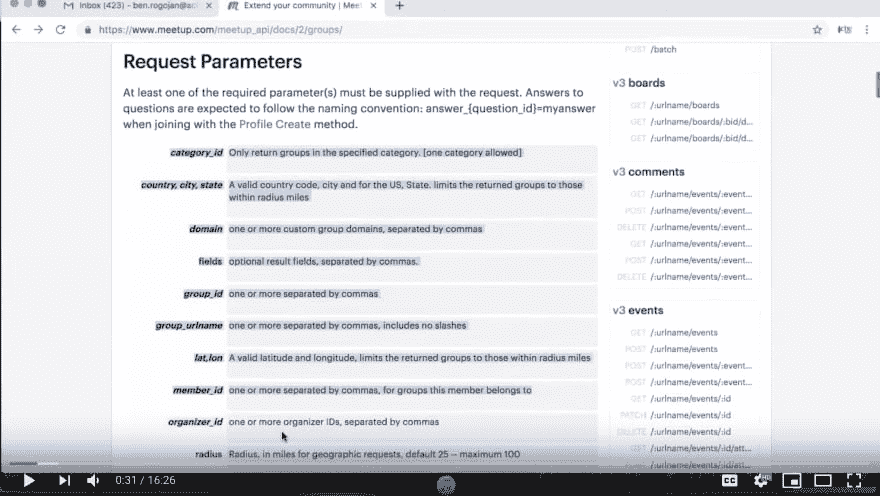 Inbox (423) - ben.rogojan@ac
Extend your community | Meet
https://www.meetup.com/meetup_api/docs/2/groups/
Request Parameters
At least one of the required parameter(s) must be supplied with the request. Answers to
questions are expected to follow the naming convention: answer_{question_id}=myanswer
when joining with the Profile Create method.
category_id Only return groups in the specified category. [one category allowed]
country, city, state A valid country code, city and for the US, State. limits the returned groups to those
within radius miles
domain one or more custom group domains, separated by commas
fields optional result fields, separated by commas.
group_id one or more separated by commas
group_urlname one or more separated by commas, includes no slashes
lat,lon A valid latitude and longitude, limits the returned groups to those within radius miles
member_id one or more separated by commas, for groups this member belongs to
organizer_id one or more organizer IDs, separated by commas
radius Radius, in miles for geographic requests, default 25 -- maximum 100
POST /batch
v3 boards
GET /:urlname/boards
GET /:urlname/boards/:bid/d...
GET /:urlname/boards/:bid/d...
v3 comments
GET /:urlname/events/:event...
POST /:urlname/events/:event...
DELETE /:urlname/events/:event...
GET /:urlname/events/:event...
POST /:urlname/events/:event...
DELETE /:urlname/events/:event...
v3 events
GET /:urlname/events
POST /:urlname/events
POST /:urlname/events/:event...
POST /:urlname/events/:event...
GET /:urlname/events/:id
PATCH /:urlname/events/:id
DELETE /:urlname/events/:id
GET /:urlname/events/:id/att...
POST /:urlname/events/:id/att...
0:31 / 16:26
CC